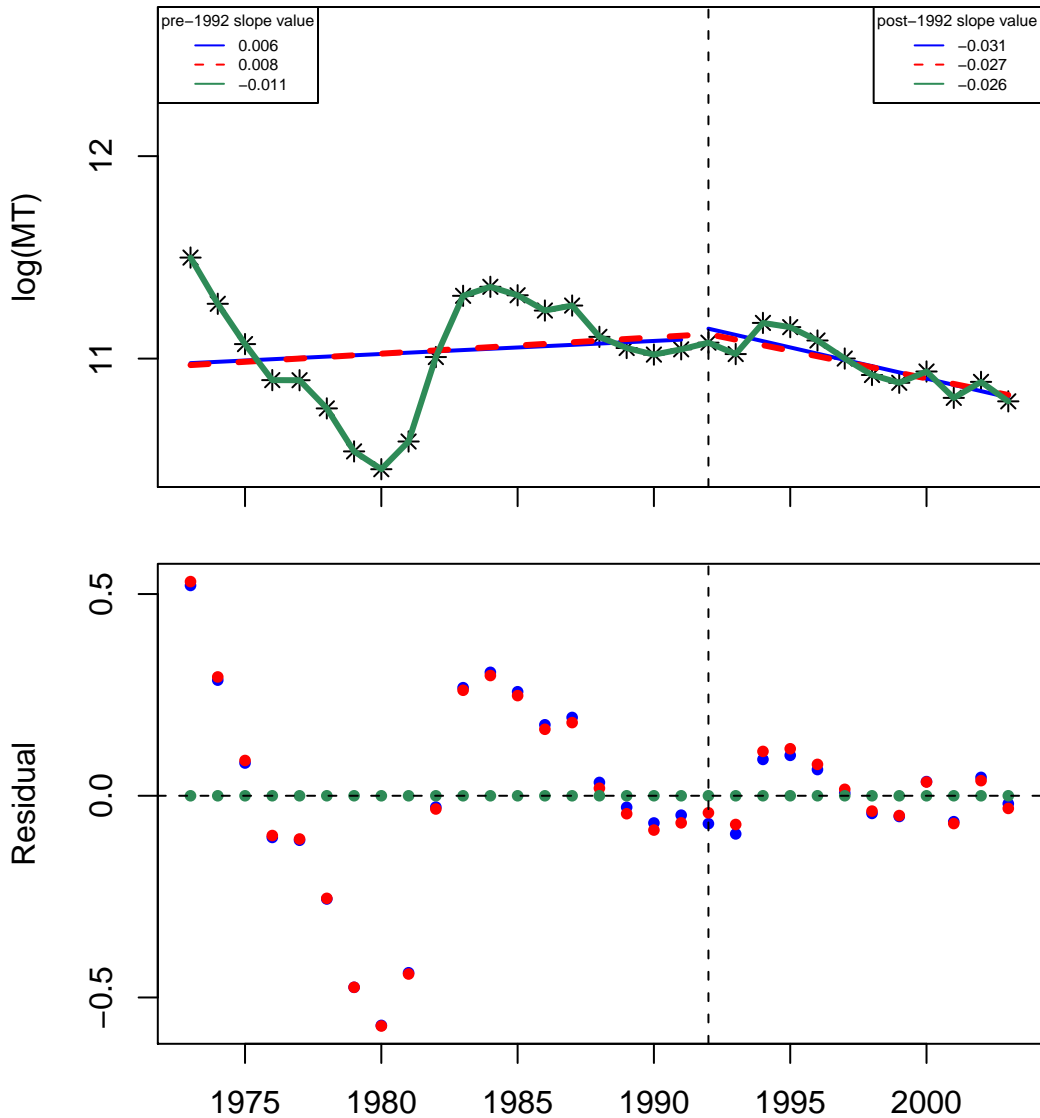 pre−1992 slope value
0.006
0.008
−0.011
post−1992 slope value
−0.031
−0.027
−0.026
log(MT)
12
11
Residual
0.5
0.0
−0.5
1975 1980 1985 1990 1995 2000